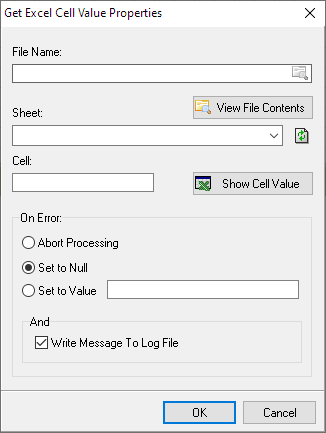 Get Excel Cell Value Properties
File Name:
View File Contents
Sheet:
Cell:
Show Cell Value
On Error:
Abort Processing
Set to Null
Set to Value
And
Write Message To Log File
OK Cancel